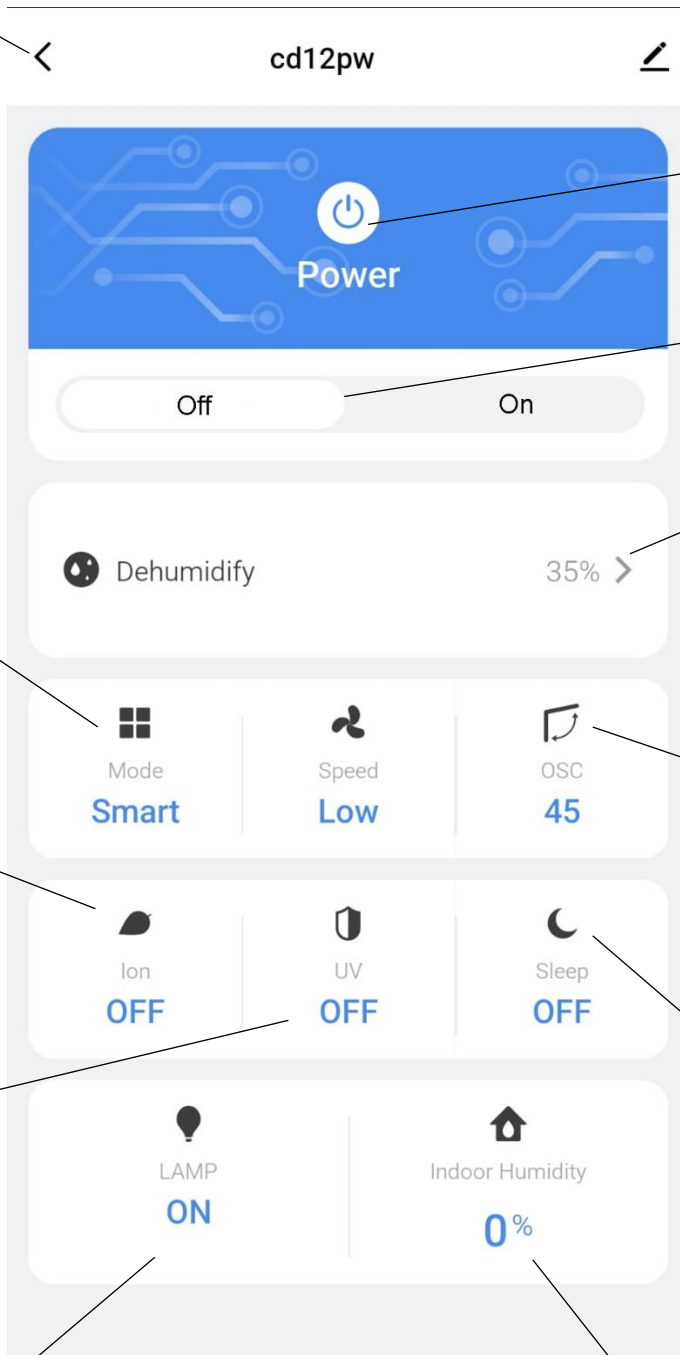 cd12pw
Power
Off On
Dehumidify 35%
Mode Speed OSC
Smart Low 45
Ion UV Sleep
OFF OFF OFF
LAMP Indoor Humidity
ON 0%